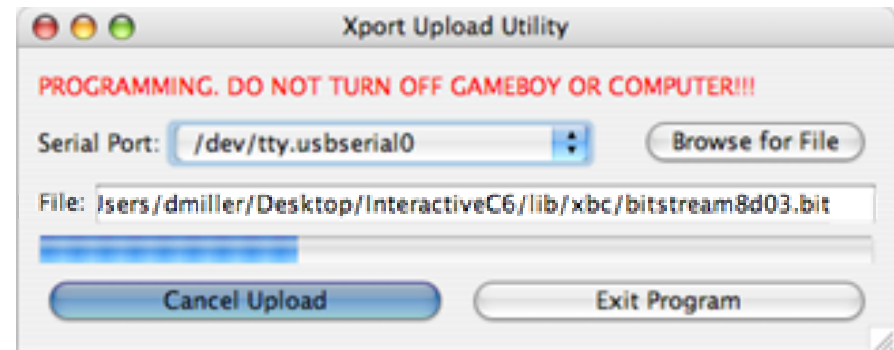 Xport Upload Utility
PROGRAMMING. DO NOT TURN OFF GAMEBOY OR COMPUTER!!!
Serial Port: /dev/tty.usbserial0 Browse for File
File: Jsers/dmiller/Desktop/InteractiveC6/lib/xbc/bitstream8d03.bit
Cancel Upload Exit Program